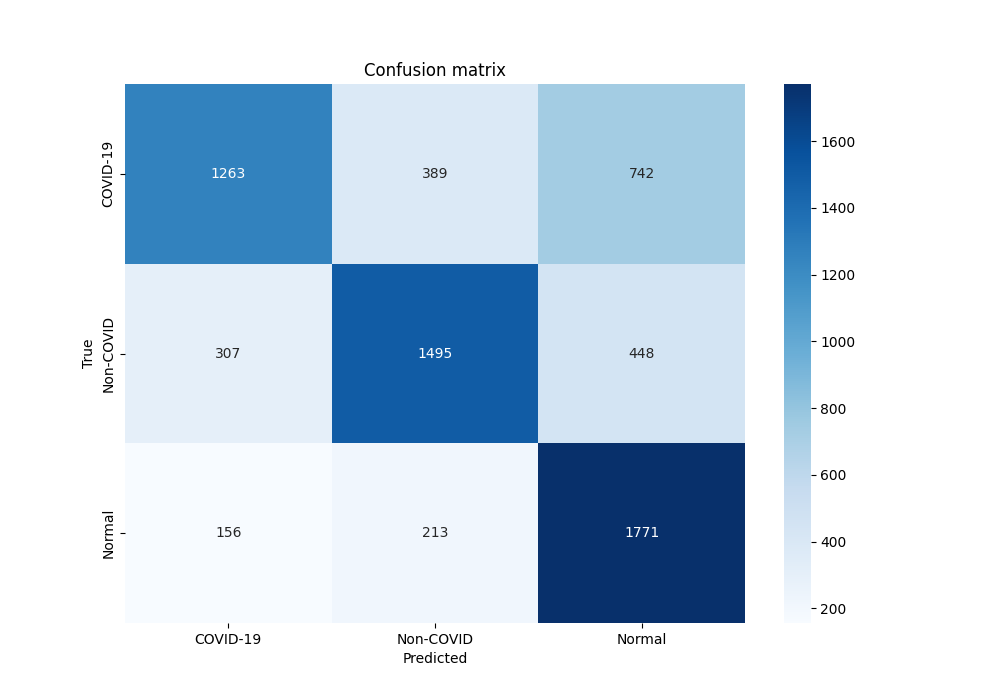 Confusion matrix
COVID-19
1263
389
742
True
Non-COVID
307
1495
448
Normal
156
213
1771
COVID-19
Non-COVID
Normal
Predicted
1600
1400
1200
1000
800
600
400
200